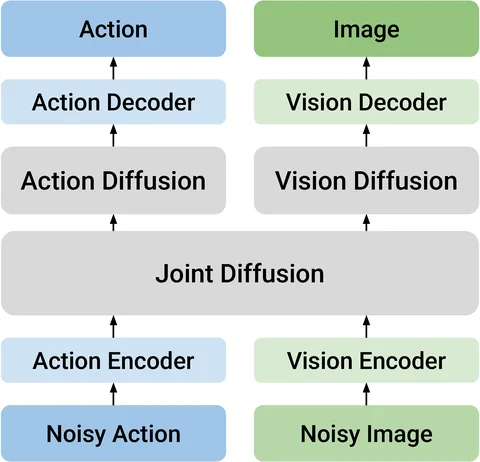 Action
Image
Action Decoder
Vision Decoder
Action Diffusion
Vision Diffusion
Joint Diffusion
Action Encoder
Vision Encoder
Noisy Action
Noisy Image